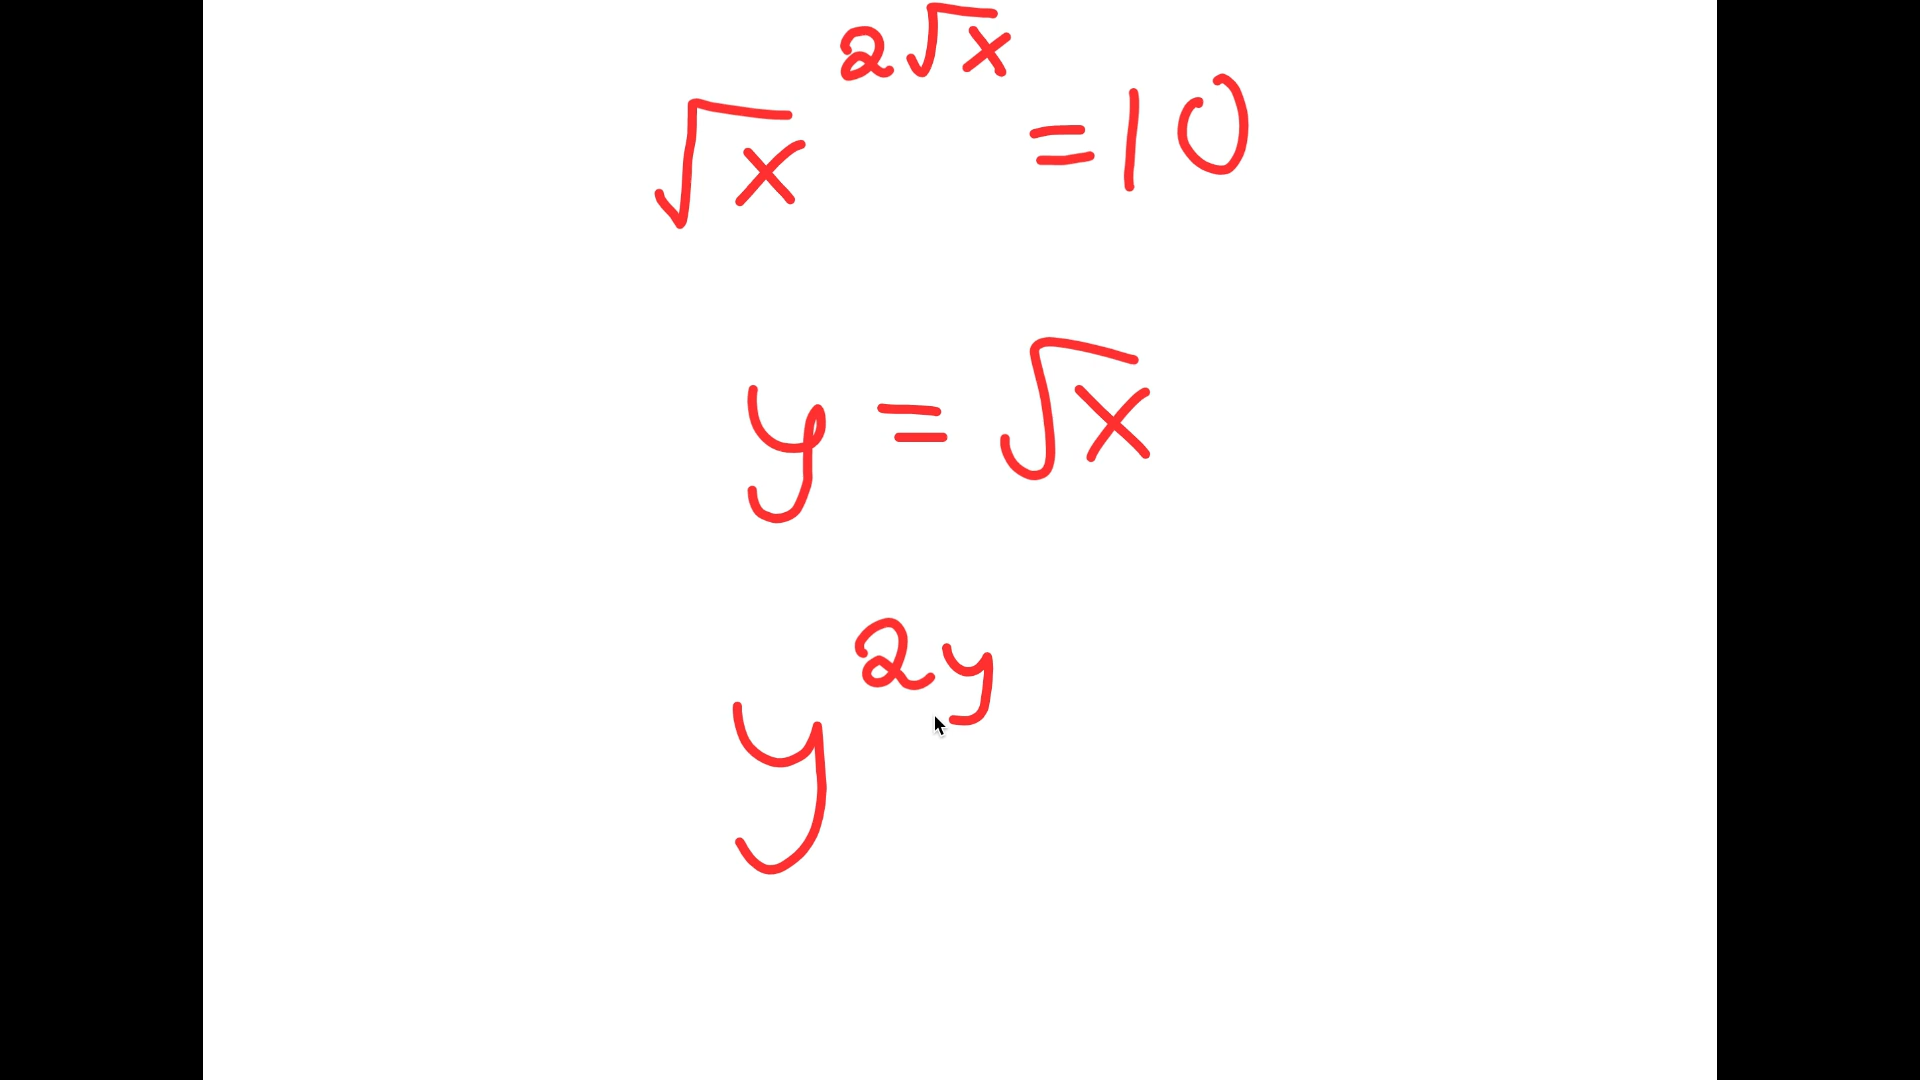 √x^(2√x) = 10
y = √x
y^(2y)